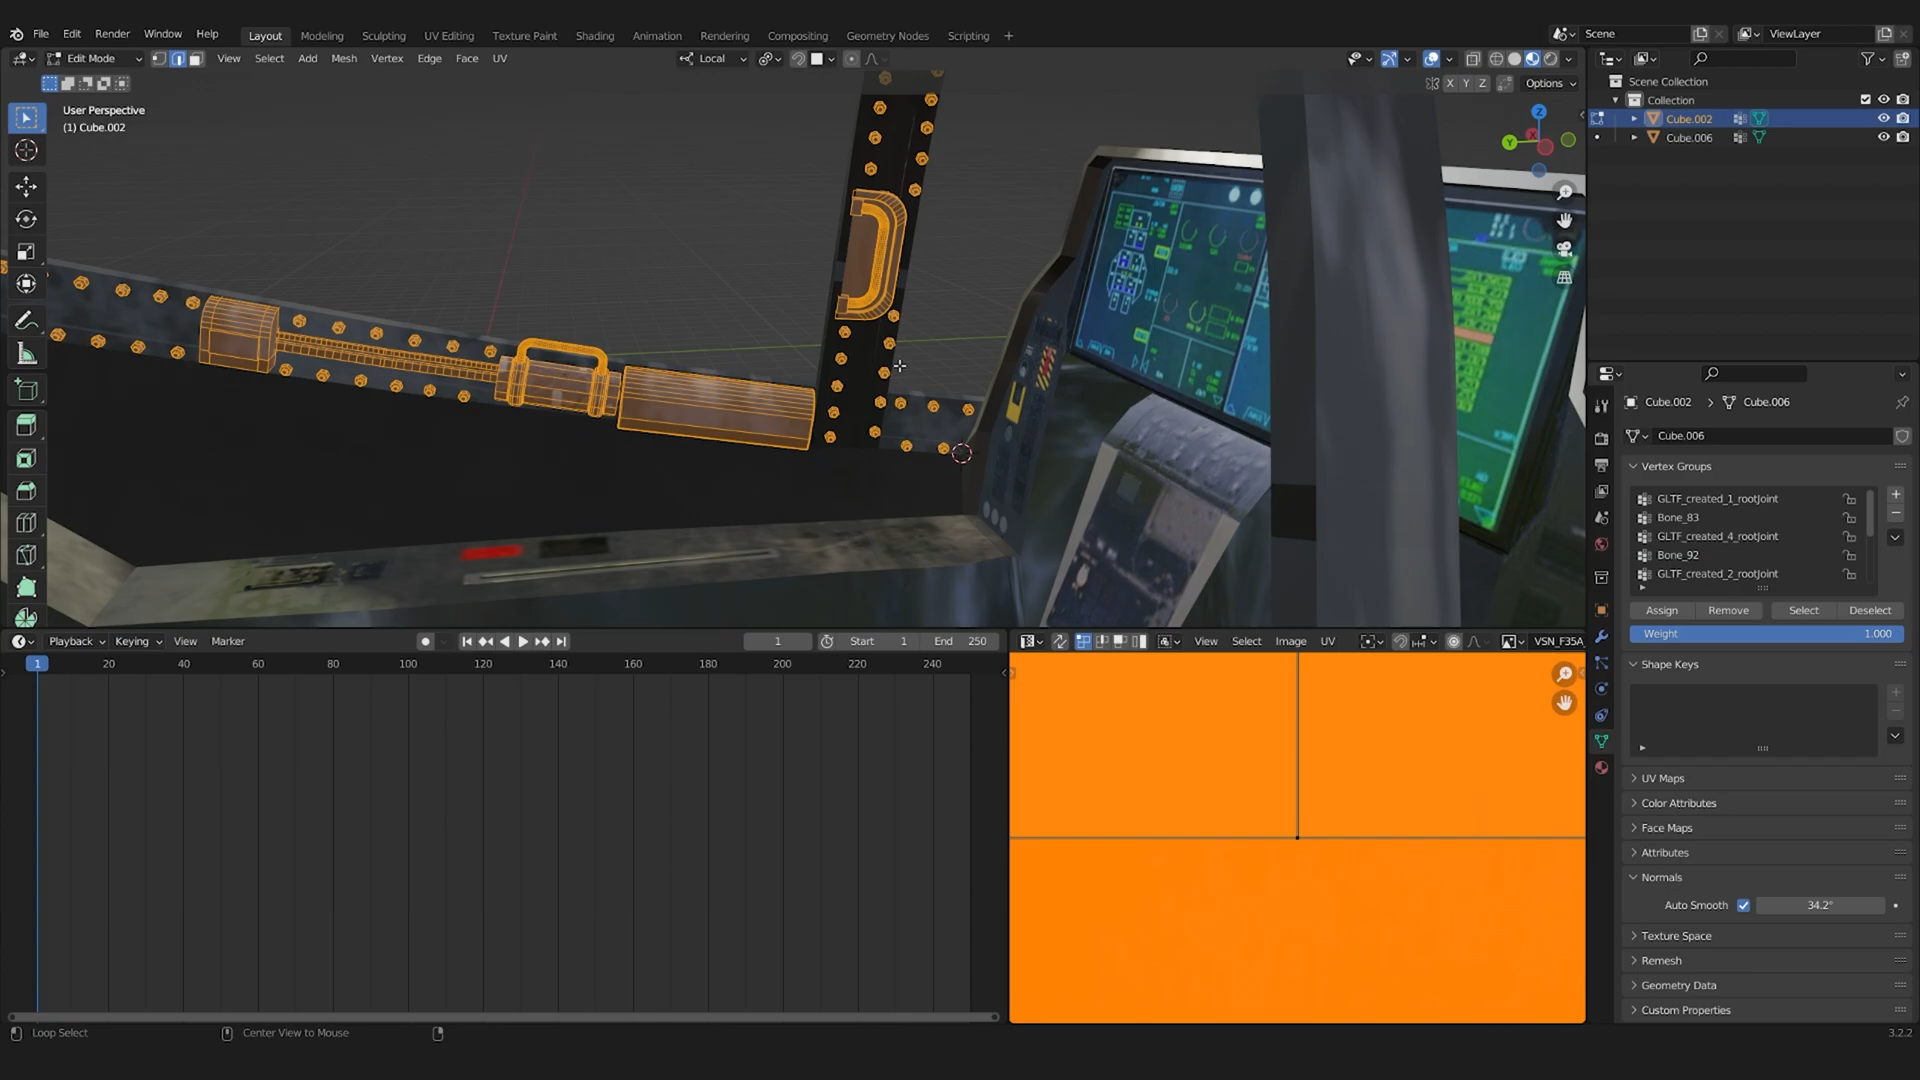 File Edit Render Window Help Layout Modeling Sculpting UV Editing Texture Paint Shading Animation Rendering Compositing Geometry Nodes Scripting + Scene ViewLayer
Edit Mode View Select Add Mesh Vertex Edge Face UV Local
X Y Z Options
User Perspective
(1) Cube.002
Z
X
Y
Scene Collection
Collection
Cube.002
Cube.006
Cube.002 > Cube.006
Cube.006
Vertex Groups
GLTF_created_1_rootJoint
Bone_83
GLTF_created_4_rootJoint
Bone_92
GLTF_created_2_rootJoint
Assign Remove Select Deselect
Weight 1.000
Shape Keys
UV Maps
Color Attributes
Face Maps
Attributes
Normals
Auto Smooth 34.2°
Texture Space
Remesh
Geometry Data
Custom Properties
Playback Keying View Marker 1 Start 1 End 250
1 20 40 60 80 100 120 140 160 180 200 220 240
View Select Image UV VSN_F35A
Loop Select Center View to Mouse 3.2.2